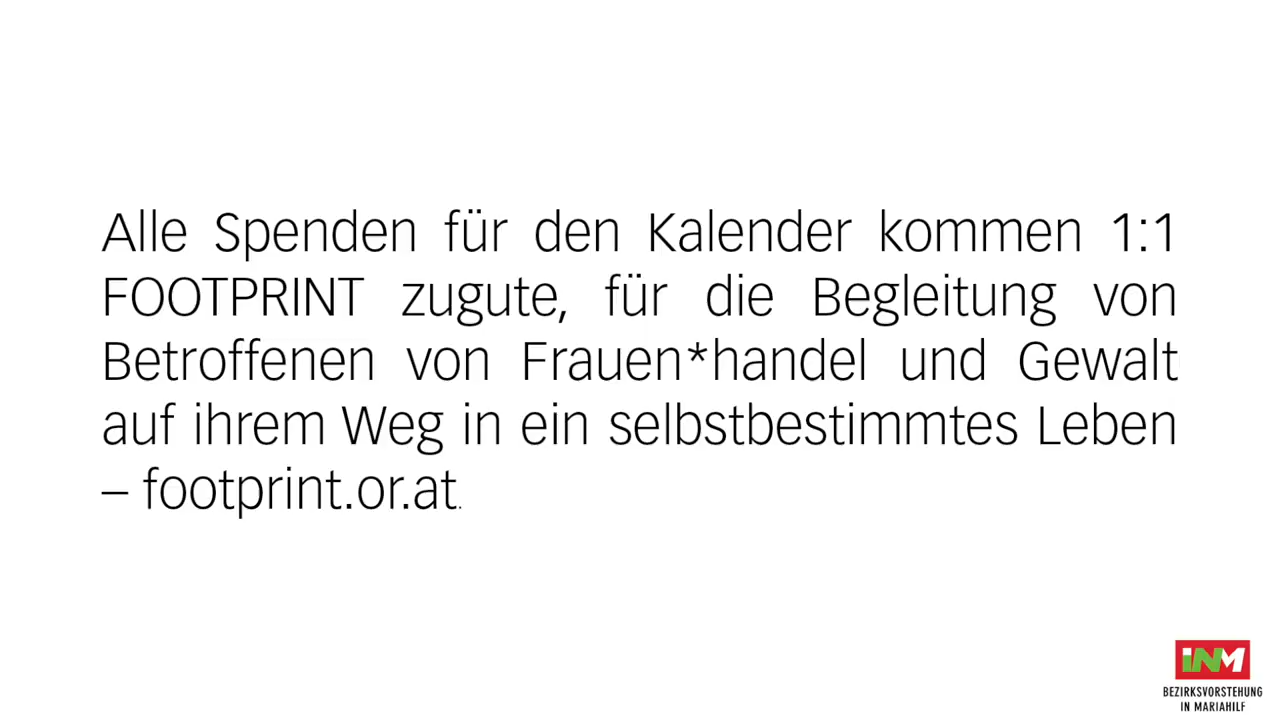 Alle Spenden für den Kalender kommen 1:1
FOOTPRINT zugute, für die Begleitung von
Betroffenen von Frauen*handel und Gewalt
auf ihrem Weg in ein selbstbestimmtes Leben
– footprint.or.at.
iNM
BEZIRKSVORSTEHUNG
IN MARIAHILF